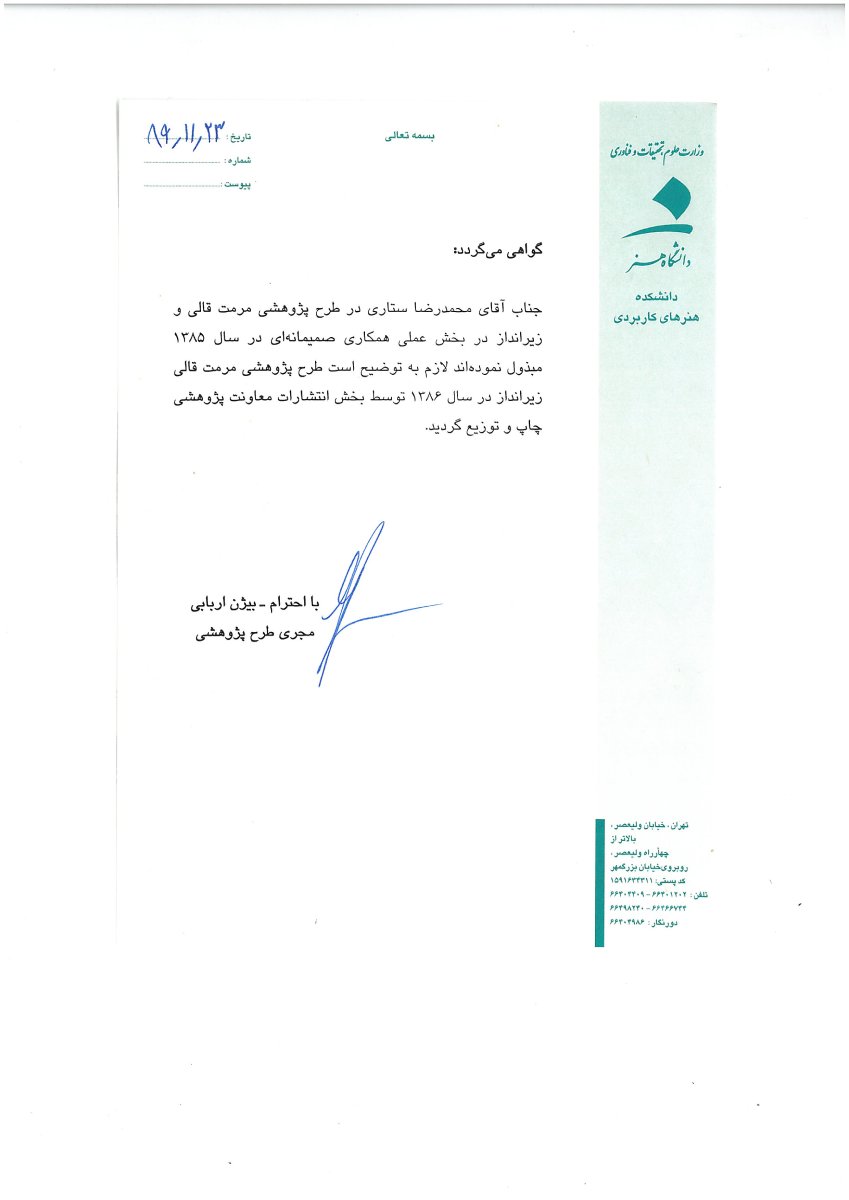 بسمه تعالی
تاریخ: ۸۹,۱۱,۲۳
شماره:
پیوست:
وزارت علوم، تحقیقات و فناوری
دانشگاه هنر
دانشکده
هنرهای کاربردی
گواهی می‌گردد:
جناب آقای محمدرضا ستاری در طرح پژوهشی مرمت قالی و
زیرانداز در بخش عملی همکاری صمیمانه‌ای در سال ۱۳۸۵
مبذول نموده‌اند لازم به توضیح است طرح پژوهشی مرمت قالی
زیرانداز در سال ۱۳۸۶ توسط بخش انتشارات معاونت پژوهشی
چاپ و توزیع گردید.
با احترام ـ بیژن اربابی
مجری طرح پژوهشی
تهران، خیابان ولیعصر،
بالاتر از
چهارراه ولیعصر،
روبروی‌خیابان بزرگمهر
کد پستی: ۱۵۹۱۶۳۴۳۱۱
تلفن: ۶۶۴۰۱۲۰۲ – ۶۶۴۰۴۴۰۹
۶۶۴۶۶۷۳۴ – ۶۶۴۹۸۲۴۰
دورنگار: ۶۶۴۰۴۹۸۶